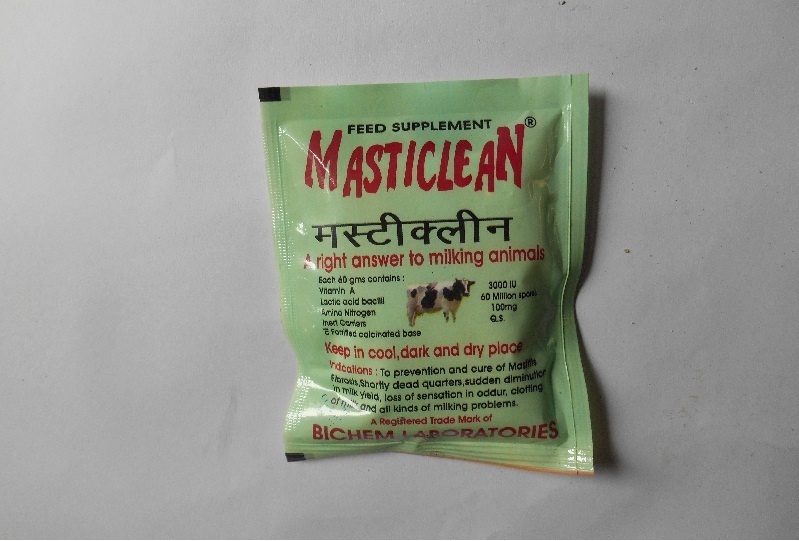 FEED SUPPLEMENT
MASTICLEAN ®
मस्टीक्लीन
A right answer to milking animals
Each 60 gms contains :
Vitamin A 3000 IU
Lactic acid bacilli 60 Million spores
Amino Nitrogen 100mg
Inert Carriers Q.S.
Fortified calcinated base
Keep in cool,dark and dry place
Indications : To prevention and cure of Mastitis
Fibrosis,Shortly dead quarters,sudden diminution
in milk yield, loss of sensation in oddur, clotting
of milk and all kinds of milking problems.
A Registered Trade Mark of
BICHEM LABORATORIES